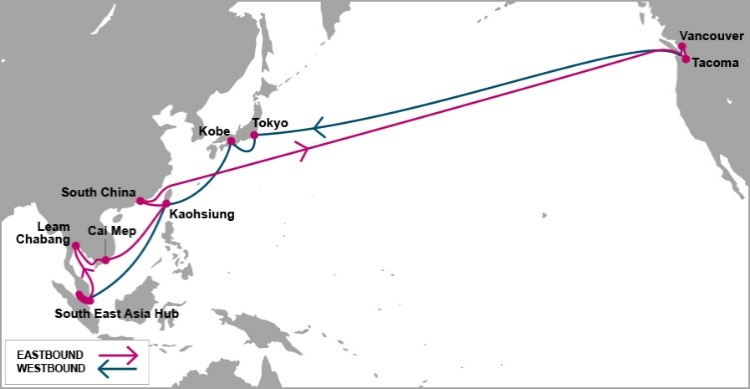 Vancouver
Tacoma
Tokyo
Kobe
South China
Kaohsiung
Leam
Chabang
Cai Mep
South East Asia Hub
EASTBOUND
WESTBOUND